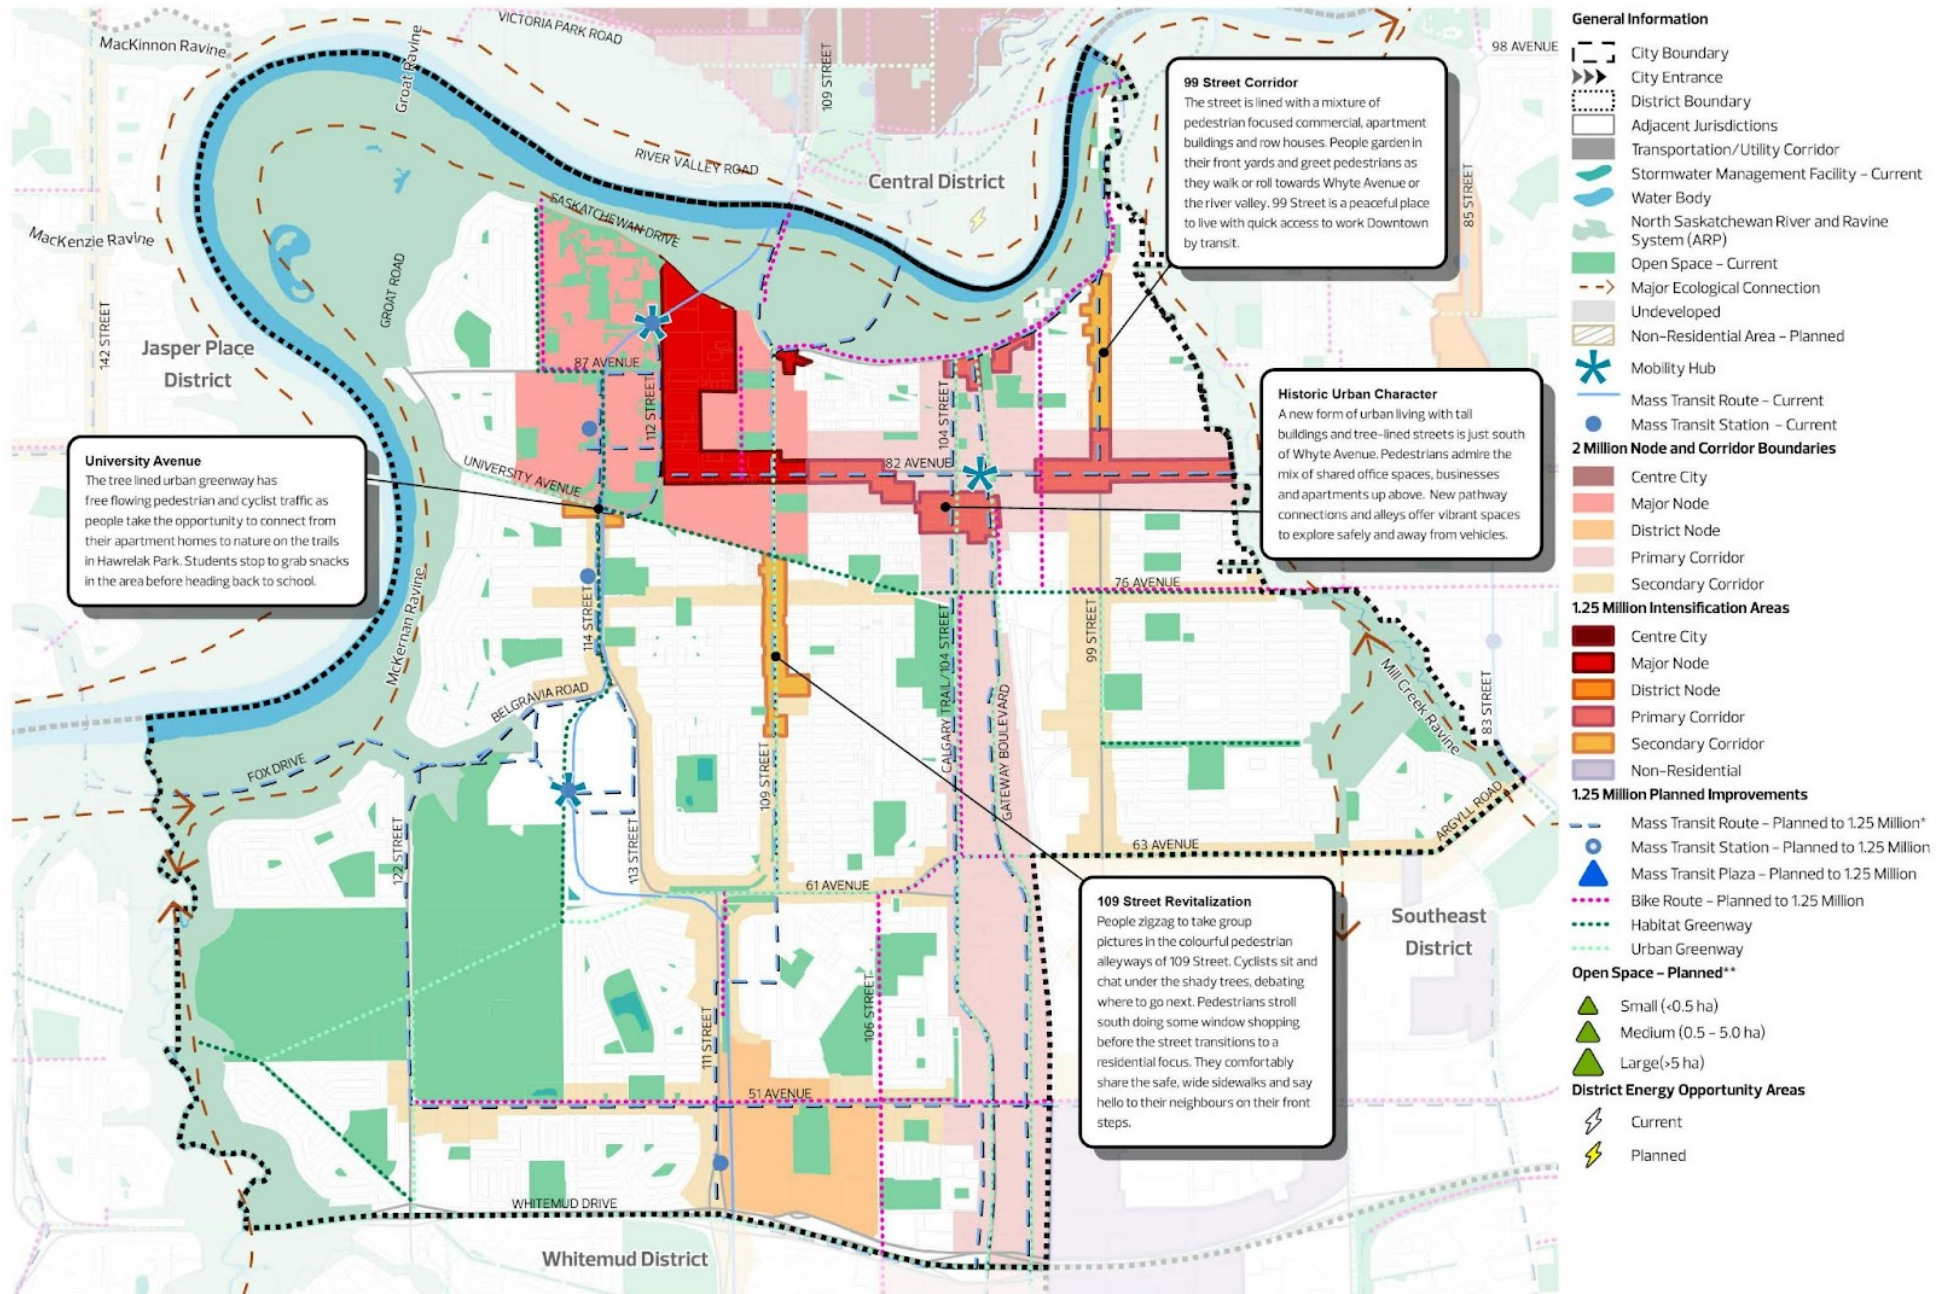 MacKinnon Ravine
Groat Ravine
VICTORIA PARK ROAD
109 STREET
98 AVENUE
MacKenzie Ravine
RIVER VALLEY ROAD
Central District
SASKATCHEWAN DRIVE
GROAT ROAD
85 STREET
142 STREET
Jasper Place
District
99 Street Corridor
The street is lined with a mixture of
pedestrian focused commercial, apartment
buildings and row houses. People garden in
their front yards and greet pedestrians as
they walk or roll towards Whyte Avenue or
the river valley. 99 Street is a peaceful place
to live with quick access to work Downtown
by transit.
87 AVENUE
112 STREET
104 STREET
82 AVENUE
UNIVERSITY AVENUE
Historic Urban Character
A new form of urban living with tall
buildings and tree-lined streets is just south
of Whyte Avenue. Pedestrians admire the
mix of shared office spaces, businesses
and apartments up above. New pathway
connections and alleys offer vibrant spaces
to explore safely and away from vehicles.
University Avenue
The tree lined urban greenway has
free flowing pedestrian and cyclist traffic as
people take the opportunity to connect from
their apartment homes to nature on the trails
in Hawrelak Park. Students stop to grab snacks
in the area before heading back to school.
McKernan Ravine
114 STREET
76 AVENUE
99 STREET
CALGARY TRAIL/104 STREET
GATEWAY BOULEVARD
BELGRAVIA ROAD
Mill Creek Ravine
83 STREET
FOX DRIVE
109 STREET
122 STREET
113 STREET
63 AVENUE
ARGYLL ROAD
61 AVENUE
109 Street Revitalization
People zigzag to take group
pictures in the colourful pedestrian
alleyways of 109 Street. Cyclists sit and
chat under the shady trees, debating
where to go next. Pedestrians stroll
south doing some window shopping
before the street transitions to a
residential focus. They comfortably
share the safe, wide sidewalks and say
hello to their neighbours on their front
steps.
Southeast
District
106 STREET
111 STREET
51 AVENUE
WHITEMUD DRIVE
Whitemud District
General Information
City Boundary
City Entrance
District Boundary
Adjacent Jurisdictions
Transportation/Utility Corridor
Stormwater Management Facility – Current
Water Body
North Saskatchewan River and Ravine
System (ARP)
Open Space – Current
Major Ecological Connection
Undeveloped
Non-Residential Area – Planned
Mobility Hub
Mass Transit Route – Current
Mass Transit Station – Current
2 Million Node and Corridor Boundaries
Centre City
Major Node
District Node
Primary Corridor
Secondary Corridor
1.25 Million Intensification Areas
Centre City
Major Node
District Node
Primary Corridor
Secondary Corridor
Non-Residential
1.25 Million Planned Improvements
Mass Transit Route – Planned to 1.25 Million*
Mass Transit Station – Planned to 1.25 Million
Mass Transit Plaza – Planned to 1.25 Million
Bike Route – Planned to 1.25 Million
Habitat Greenway
Urban Greenway
Open Space – Planned**
Small (<0.5 ha)
Medium (0.5 - 5.0 ha)
Large(>5 ha)
District Energy Opportunity Areas
Current
Planned